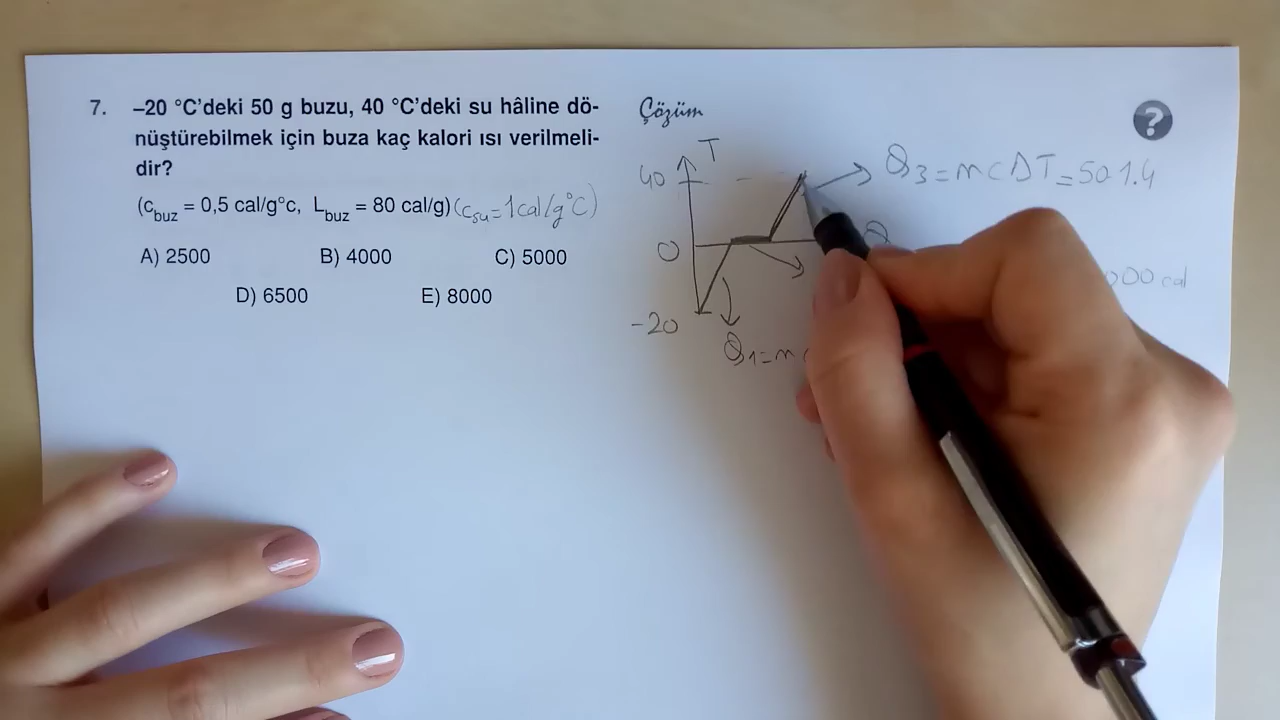 7. –20 °C'deki 50 g buzu, 40 °C'deki su hâline dö-
nüştürebilmek için buza kaç kalori ısı verilmeli-
dir?
(c_buz = 0,5 cal/g°c, L_buz = 80 cal/g) (c_su = 1 cal/g°C)
A) 2500 B) 4000 C) 5000
D) 6500 E) 8000
Çözüm
?
T
40
Q3 = mcΔT = 50.1.4
0
Q
000 cal
-20
Q1 = m